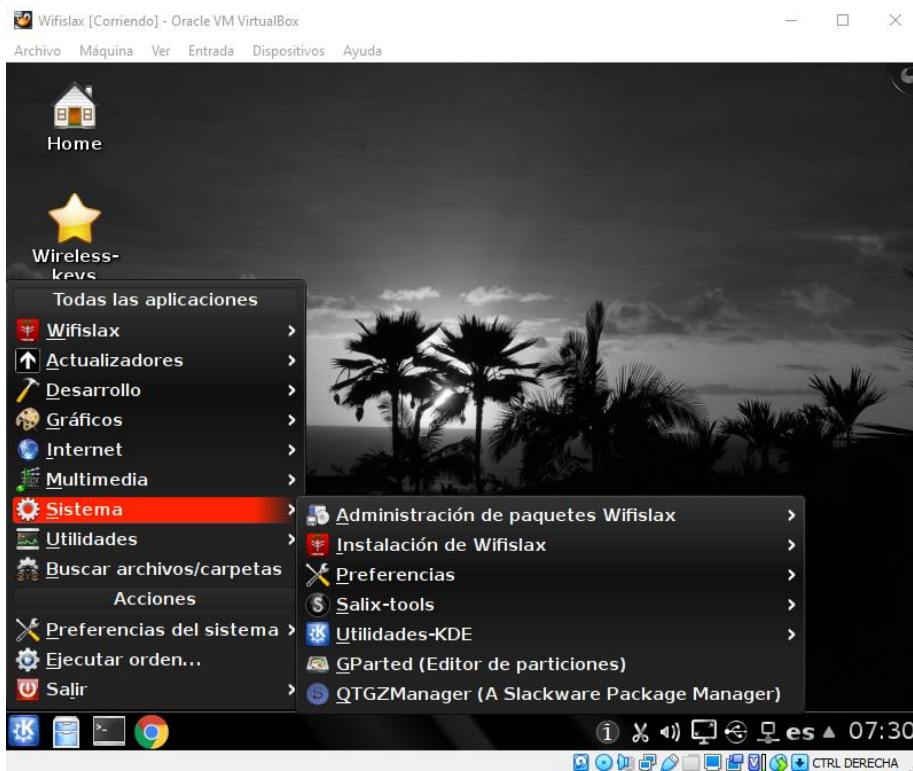 Wifislax [Corriendo] - Oracle VM VirtualBox
Archivo Máquina Ver Entrada Dispositivos Ayuda
Home
Wireless-
keys
Todas las aplicaciones
Wifislax
Actualizadores
Desarrollo
Gráficos
Internet
Multimedia
Sistema
Utilidades
Buscar archivos/carpetas
Acciones
Preferencias del sistema
Ejecutar orden...
Salir
Administración de paquetes Wifislax
Instalación de Wifislax
Preferencias
Salix-tools
Utilidades-KDE
GParted (Editor de particiones)
QTGZManager (A Slackware Package Manager)
es 07:30
CTRL DERECHA